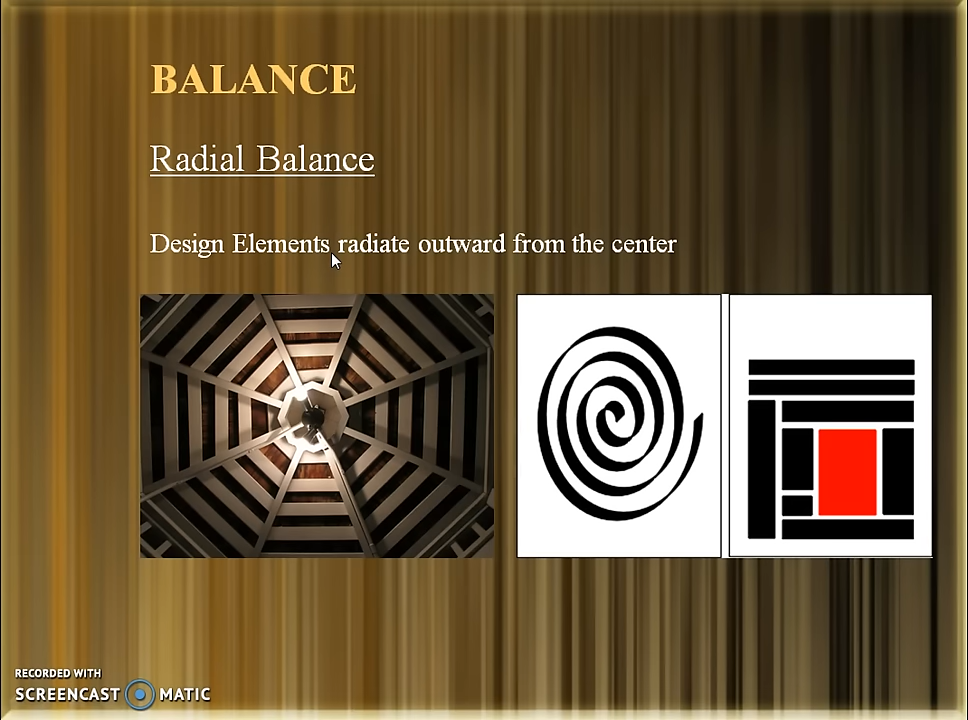 BALANCE
Radial Balance
Design Elements radiate outward from the center
RECORDED WITH
SCREENCAST MATIC